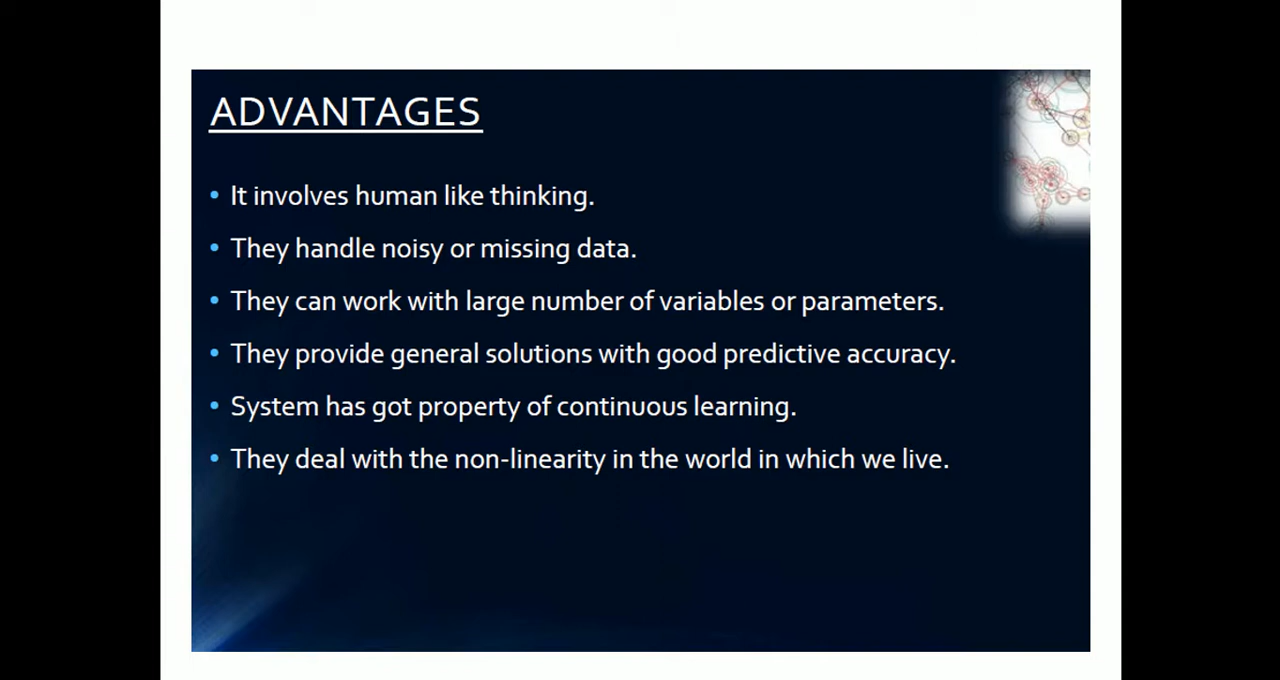 ADVANTAGES
• It involves human like thinking.
• They handle noisy or missing data.
• They can work with large number of variables or parameters.
• They provide general solutions with good predictive accuracy.
• System has got property of continuous learning.
• They deal with the non-linearity in the world in which we live.